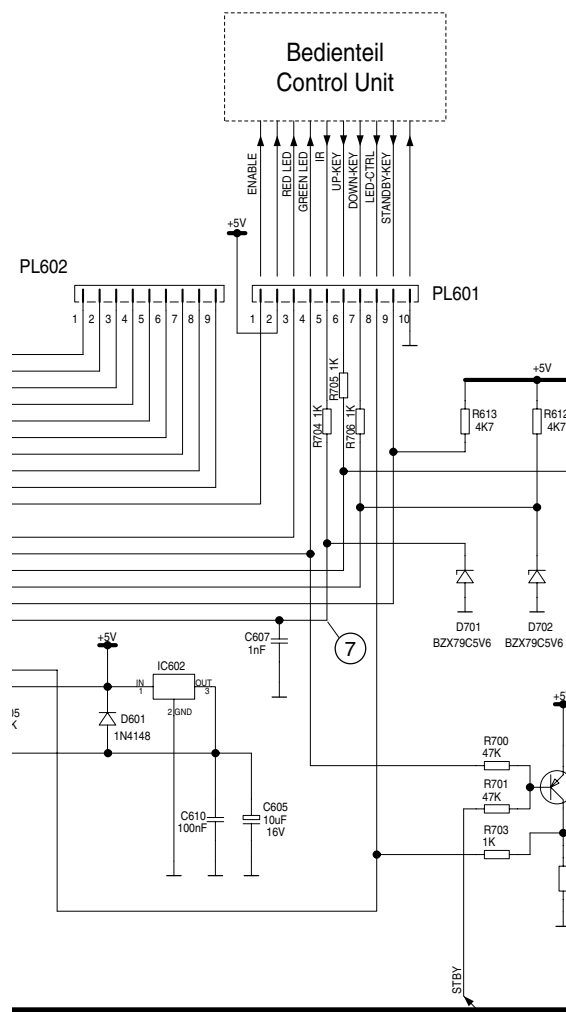 Bedienteil
Control Unit
ENABLE
RED LED
GREEN LED
IR
UP-KEY
DOWN-KEY
LED-CTRL
STANDBY-KEY
+5V
PL602
PL601
1 2 3 4 5 6 7 8 9
1 2 3 4 5 6 7 8 9 10
R704 1K
R705 1K
R706 1K
+5V
R613
4K7
R612
4K7
D701
BZX79C5V6
D702
BZX79C5V6
C607
1nF
7
+5V
IC602
IN
1
OUT
3
2 GND
D601
1N4148
C610
100nF
C605
10uF
16V
R700
47K
R701
47K
R703
1K
STBY